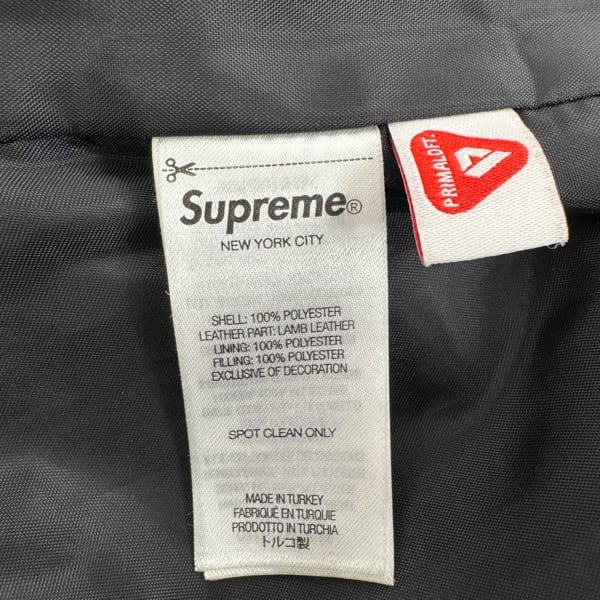 Supreme®
NEW YORK CITY
SHELL: 100% POLYESTER
LEATHER PART: LAMB LEATHER
LINING: 100% POLYESTER
FILLING: 100% POLYESTER
EXCLUSIVE OF DECORATION
SPOT CLEAN ONLY
MADE IN TURKEY
FABRIQUÉ EN TURQUIE
PRODOTTO IN TURCHIA
トルコ製
PRIMALOFT®